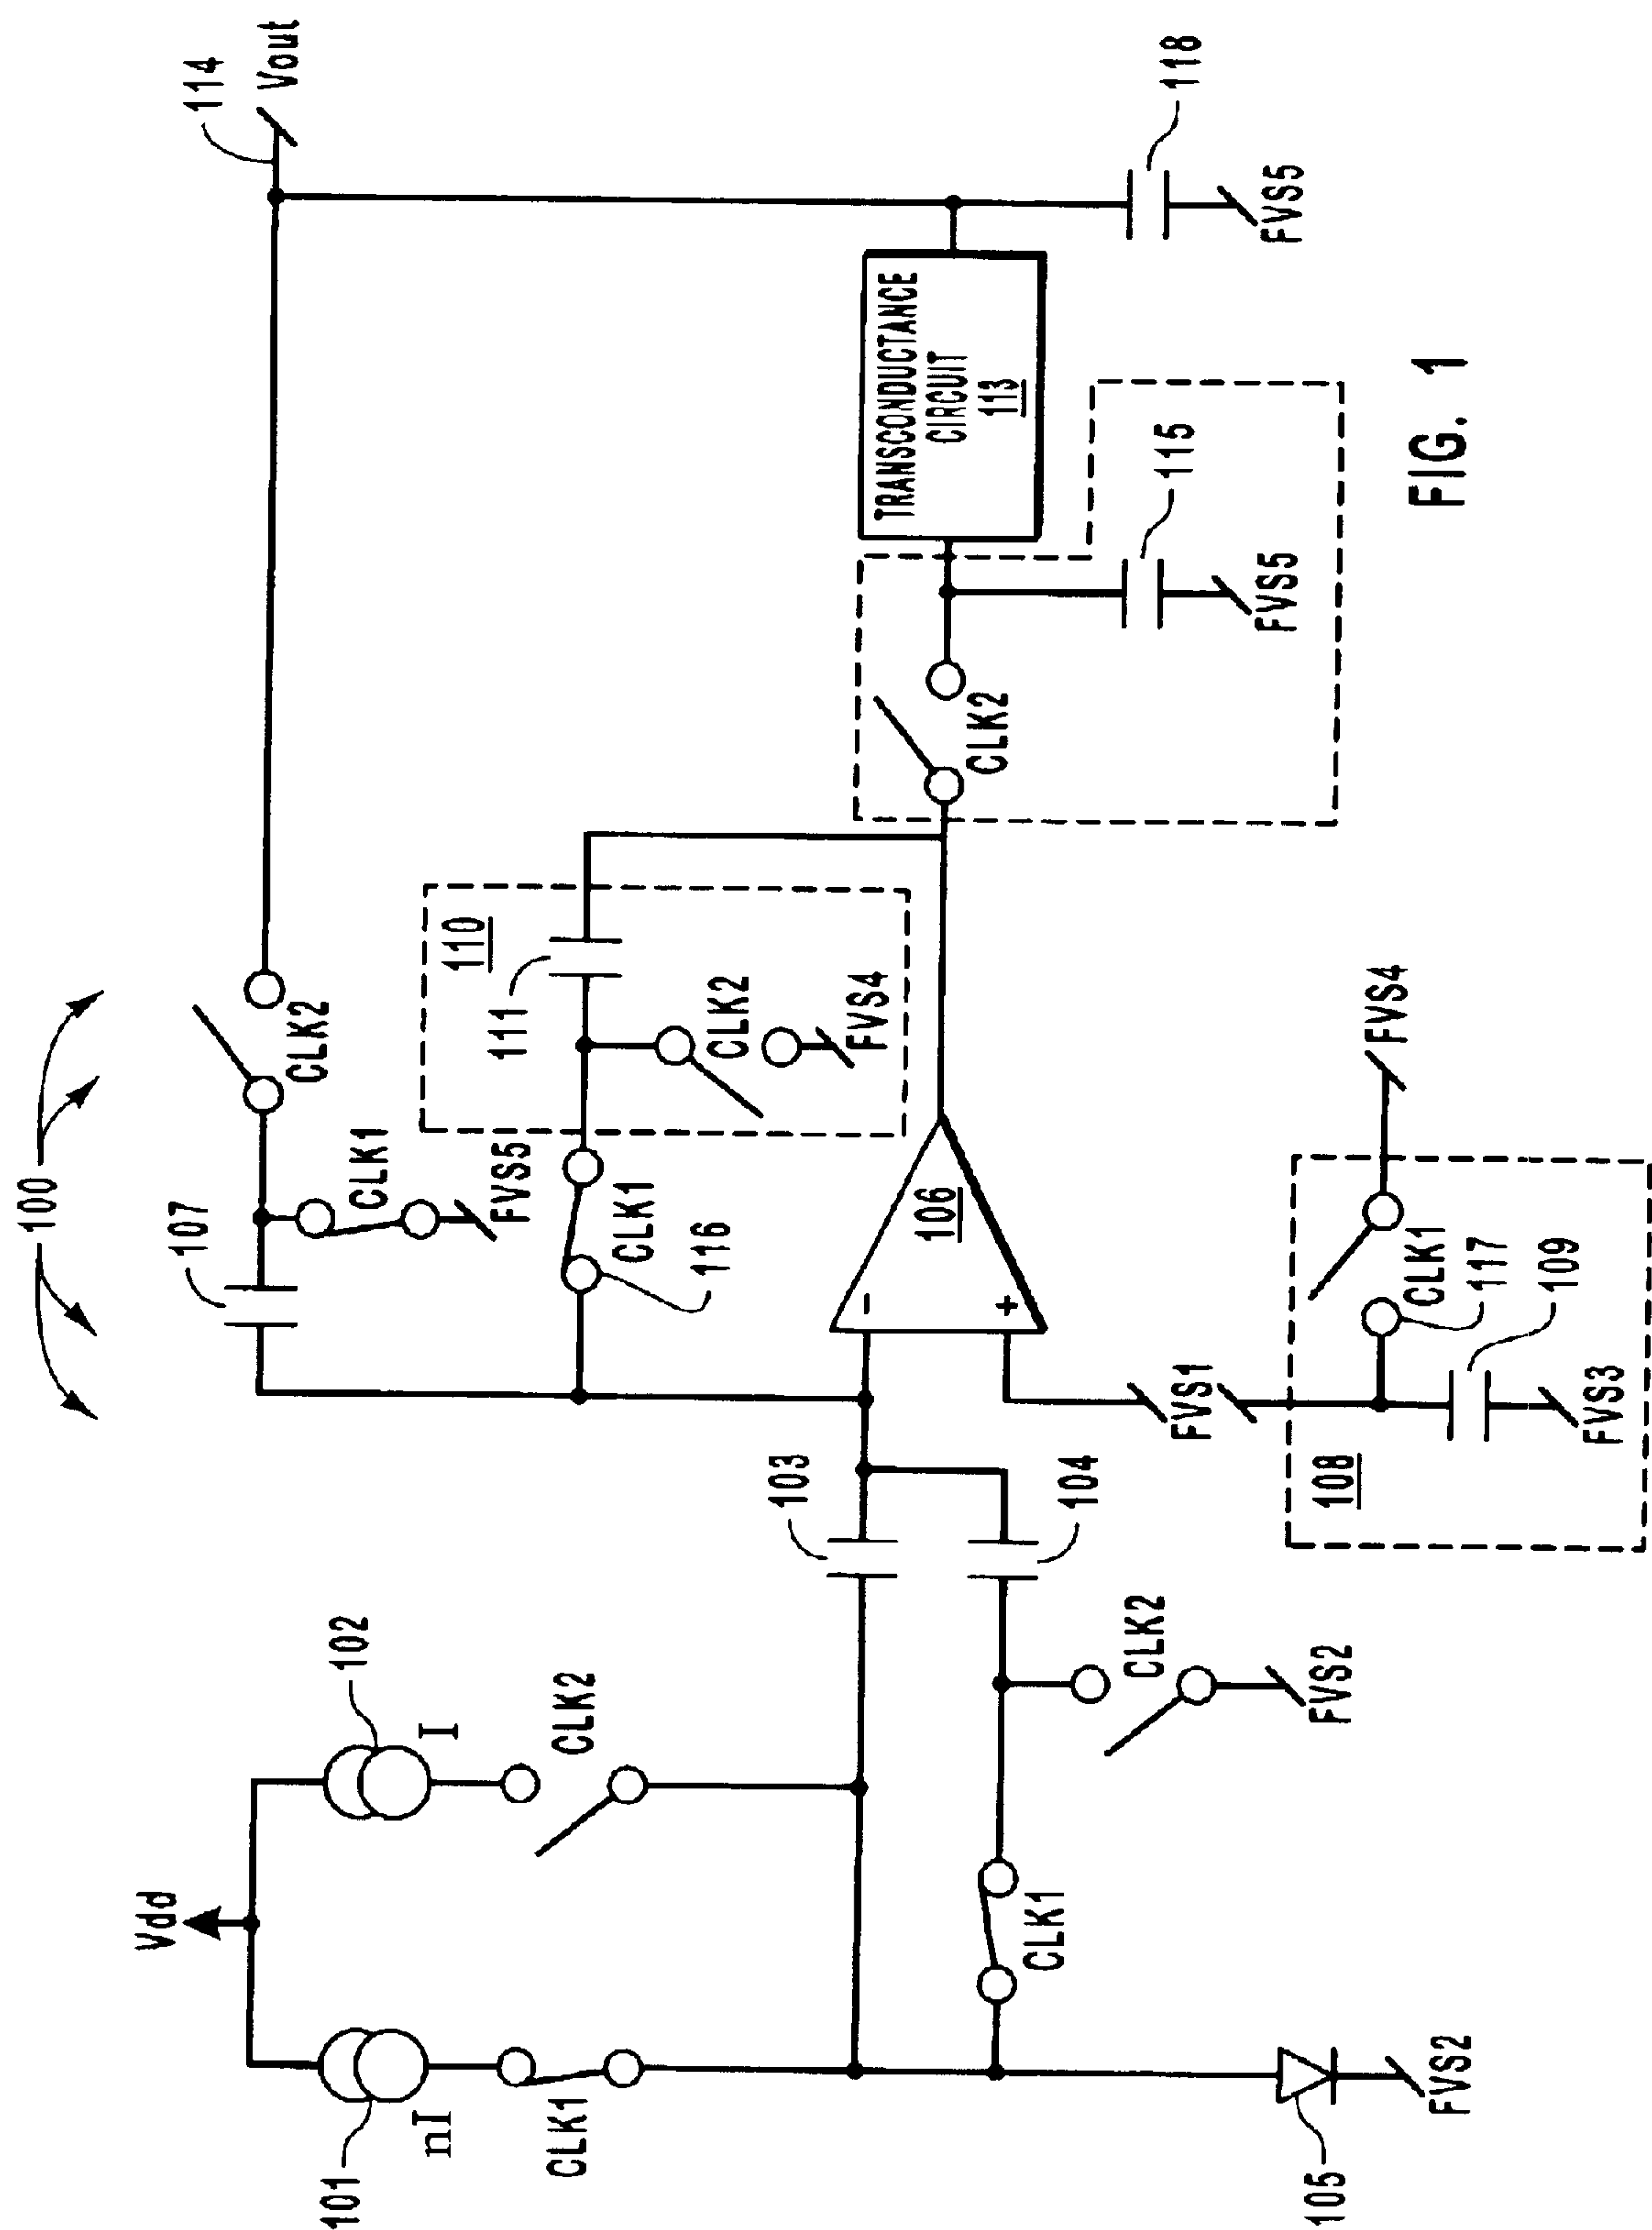 100
114
Vout
107
CLK2
CLK1
FVS5
110
111
CLK2
FVS4
CLK1
116
Vdd
101
nI
102
I
CLK1
CLK2
103
104
106
-
+
CLK2
TRANSCONDUCTANCE
CIRCUIT
113
115
FVS5
118
FVS5
CLK1
CLK2
FVS2
105
FVS2
FVS1
108
CLK1
117
109
FVS3
FVS4
FIG. 1